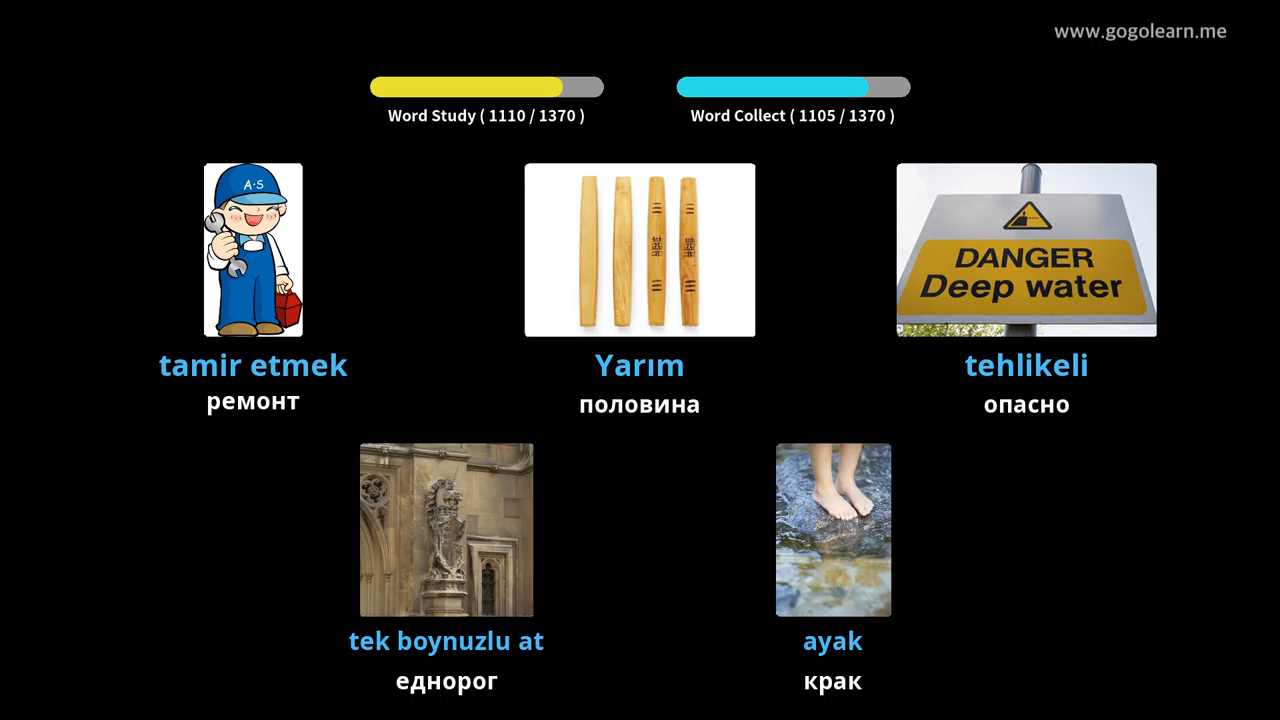 www.gogolearn.me
Word Study ( 1110 / 1370 )
Word Collect ( 1105 / 1370 )
A·S
DANGER
Deep water
tamir etmek
Yarım
tehlikeli
ремонт
половина
опасно
tek boynuzlu at
ayak
еднорог
крак